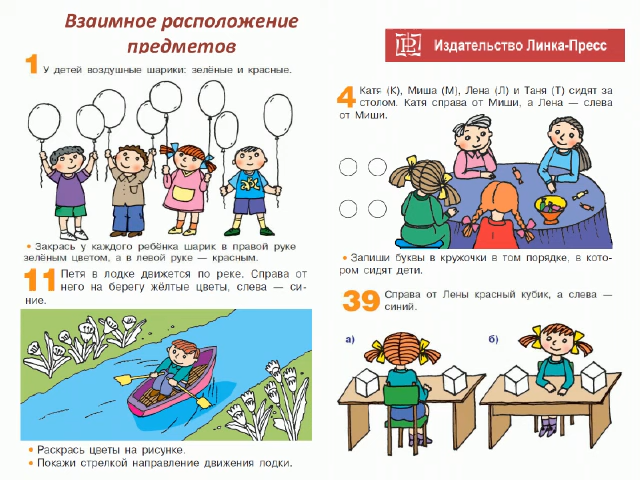 Взаимное расположение
предметов
1 У детей воздушные шарики: зелёные и красные.
• Закрась у каждого ребёнка шарик в правой руке
зелёным цветом, а в левой руке — красным.
11 Петя в лодке движется по реке. Справа от
него на берегу жёлтые цветы, слева — си-
ние.
• Раскрась цветы на рисунке.
• Покажи стрелкой направление движения лодки.
Издательство Линка-Пресс
4 Катя (К), Миша (М), Лена (Л) и Таня (Т) сидят за
столом. Катя справа от Миши, а Лена — слева
от Миши.
• Запиши буквы в кружочки в том порядке, в кото-
ром сидят дети.
39 Справа от Лены красный кубик, а слева —
синий.
а) б)